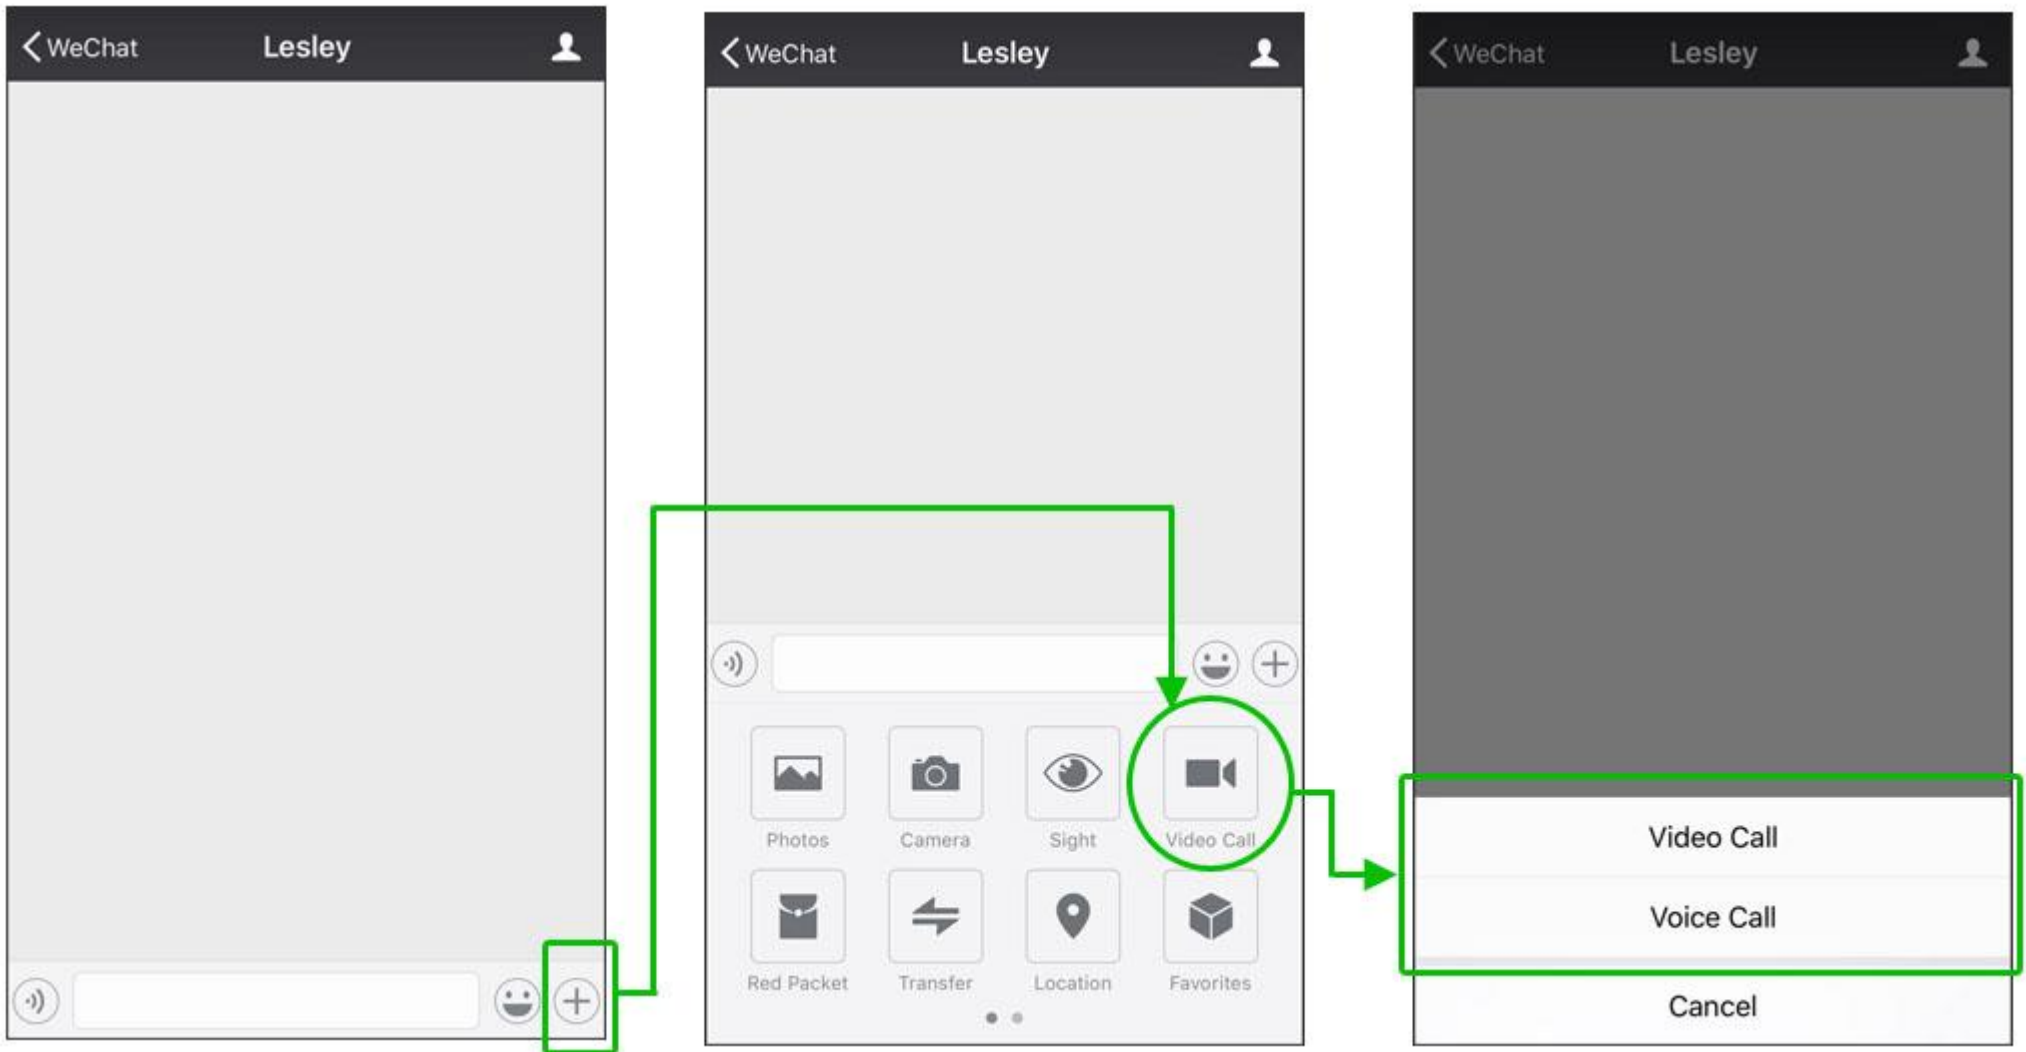 WeChat Lesley
WeChat Lesley
Photos Camera Sight Video Call
Red Packet Transfer Location Favorites
WeChat Lesley
Video Call
Voice Call
Cancel